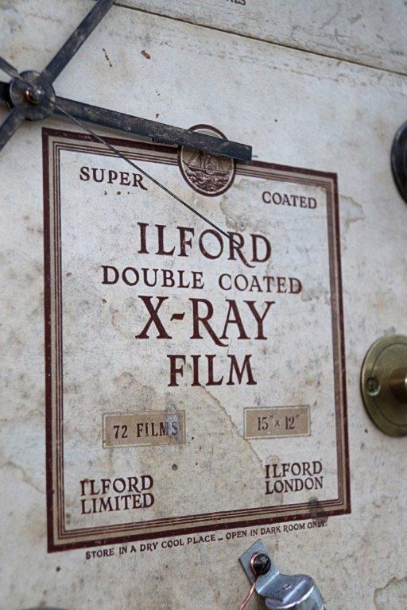 SUPER COATED
ILFORD
DOUBLE COATED
X-RAY
FILM
72 FILMS
15" x 12"
ILFORD
LIMITED
ILFORD
LONDON
STORE IN A DRY COOL PLACE _ OPEN IN DARK ROOM ONLY.